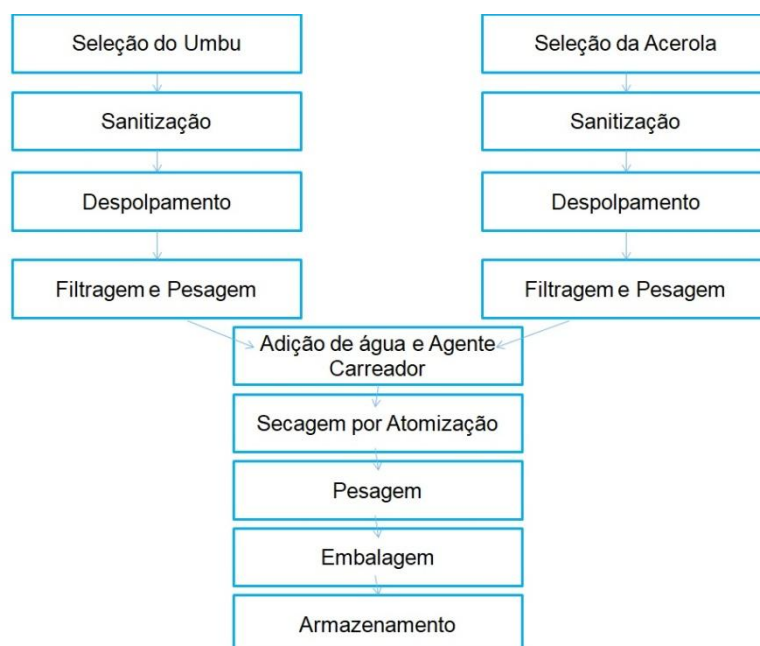 Seleção do Umbu
Seleção da Acerola
Sanitização
Sanitização
Despolpamento
Despolpamento
Filtragem e Pesagem
Filtragem e Pesagem
Adição de água e Agente
Carreador
Secagem por Atomização
Pesagem
Embalagem
Armazenamento